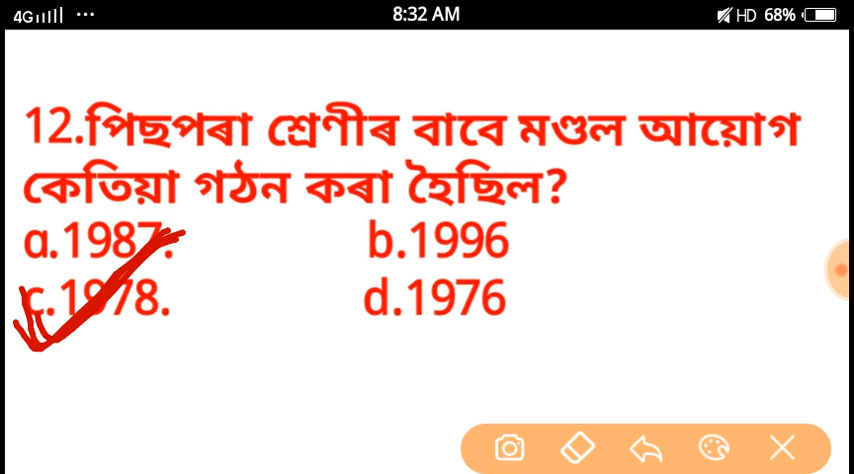 4G 8:32 AM HD 68%
12.পিছপৰা শ্ৰেণীৰ বাবে মণ্ডল আয়োগ
কেতিয়া গঠন কৰা হৈছিল?
a.1987. b.1996
c.1978. d.1976